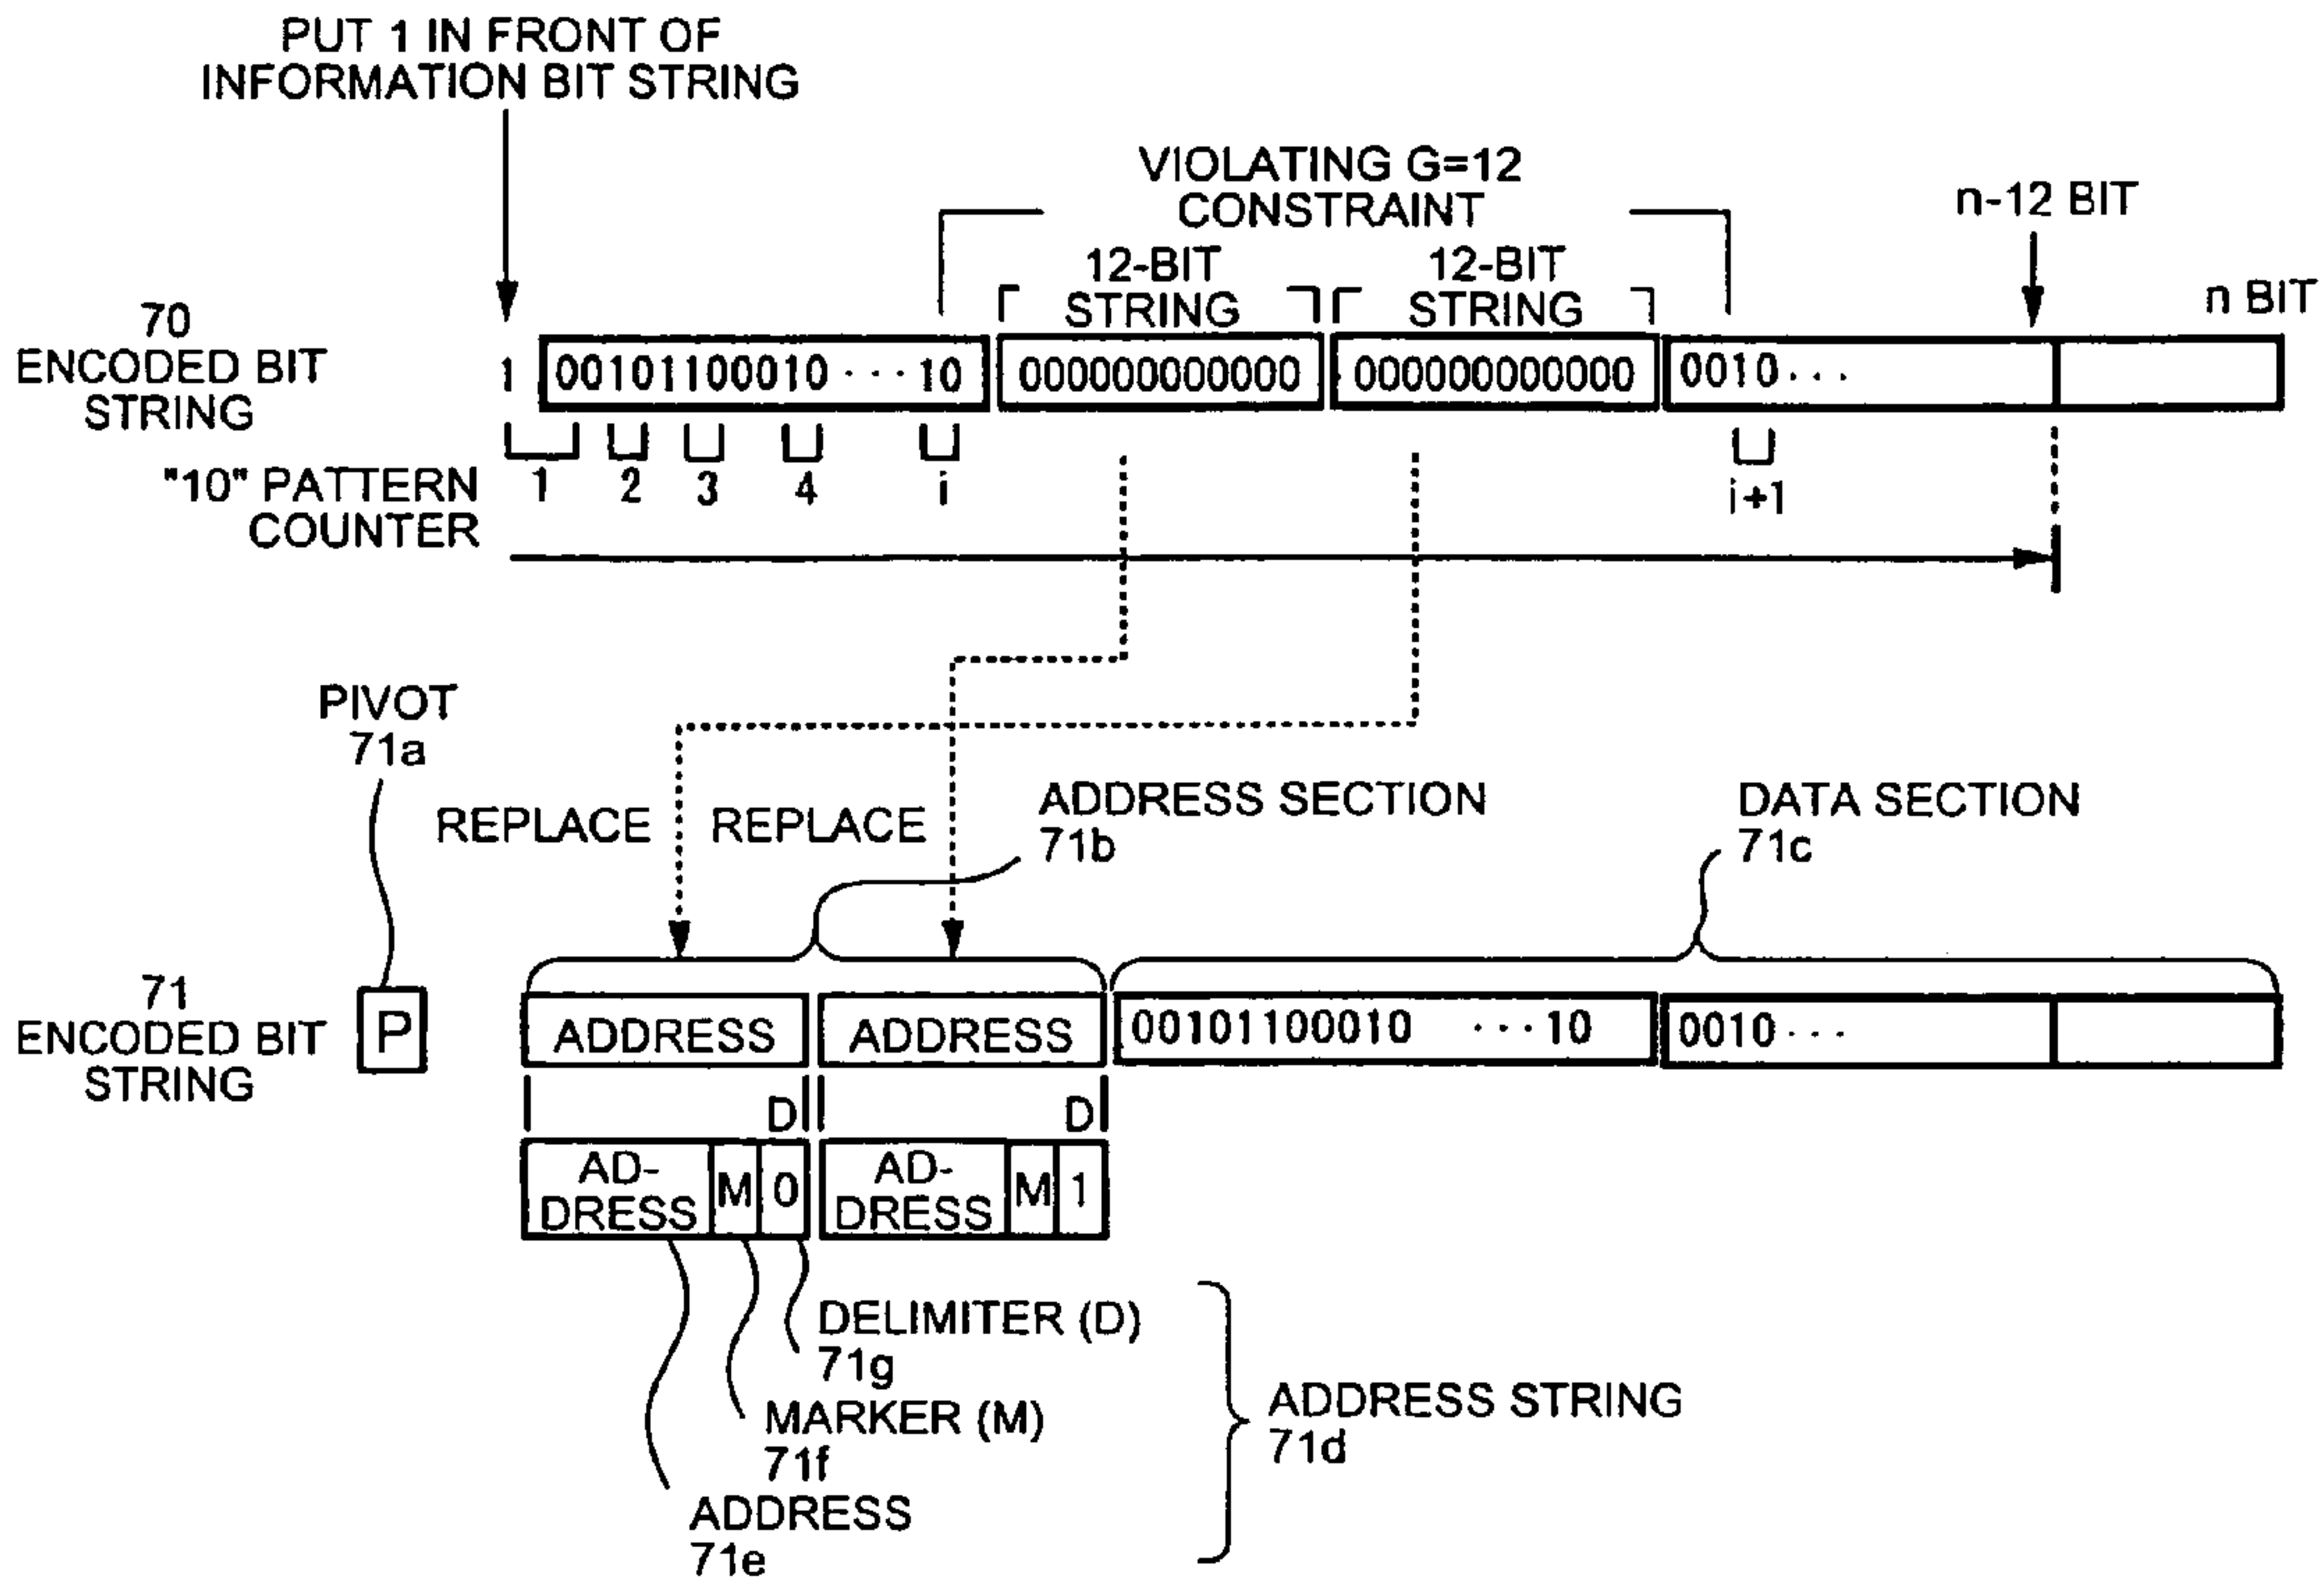 PUT 1 IN FRONT OF
INFORMATION BIT STRING
VIOLATING G=12
CONSTRAINT
n-12 BIT
12-BIT
STRING
12-BIT
STRING
n BIT
70
ENCODED BIT
STRING
1 00101100010···10 000000000000 000000000000 0010···
"10" PATTERN
COUNTER
1 2 3 4 i i+1
PIVOT
71a
REPLACE REPLACE
ADDRESS SECTION
71b
DATA SECTION
71c
71
ENCODED BIT
STRING
P ADDRESS ADDRESS 00101100010 ···10 0010···
D D
AD-
DRESS M 0
AD-
DRESS M 1
DELIMITER (D)
71g
MARKER (M)
71f
ADDRESS
71e
ADDRESS STRING
71d